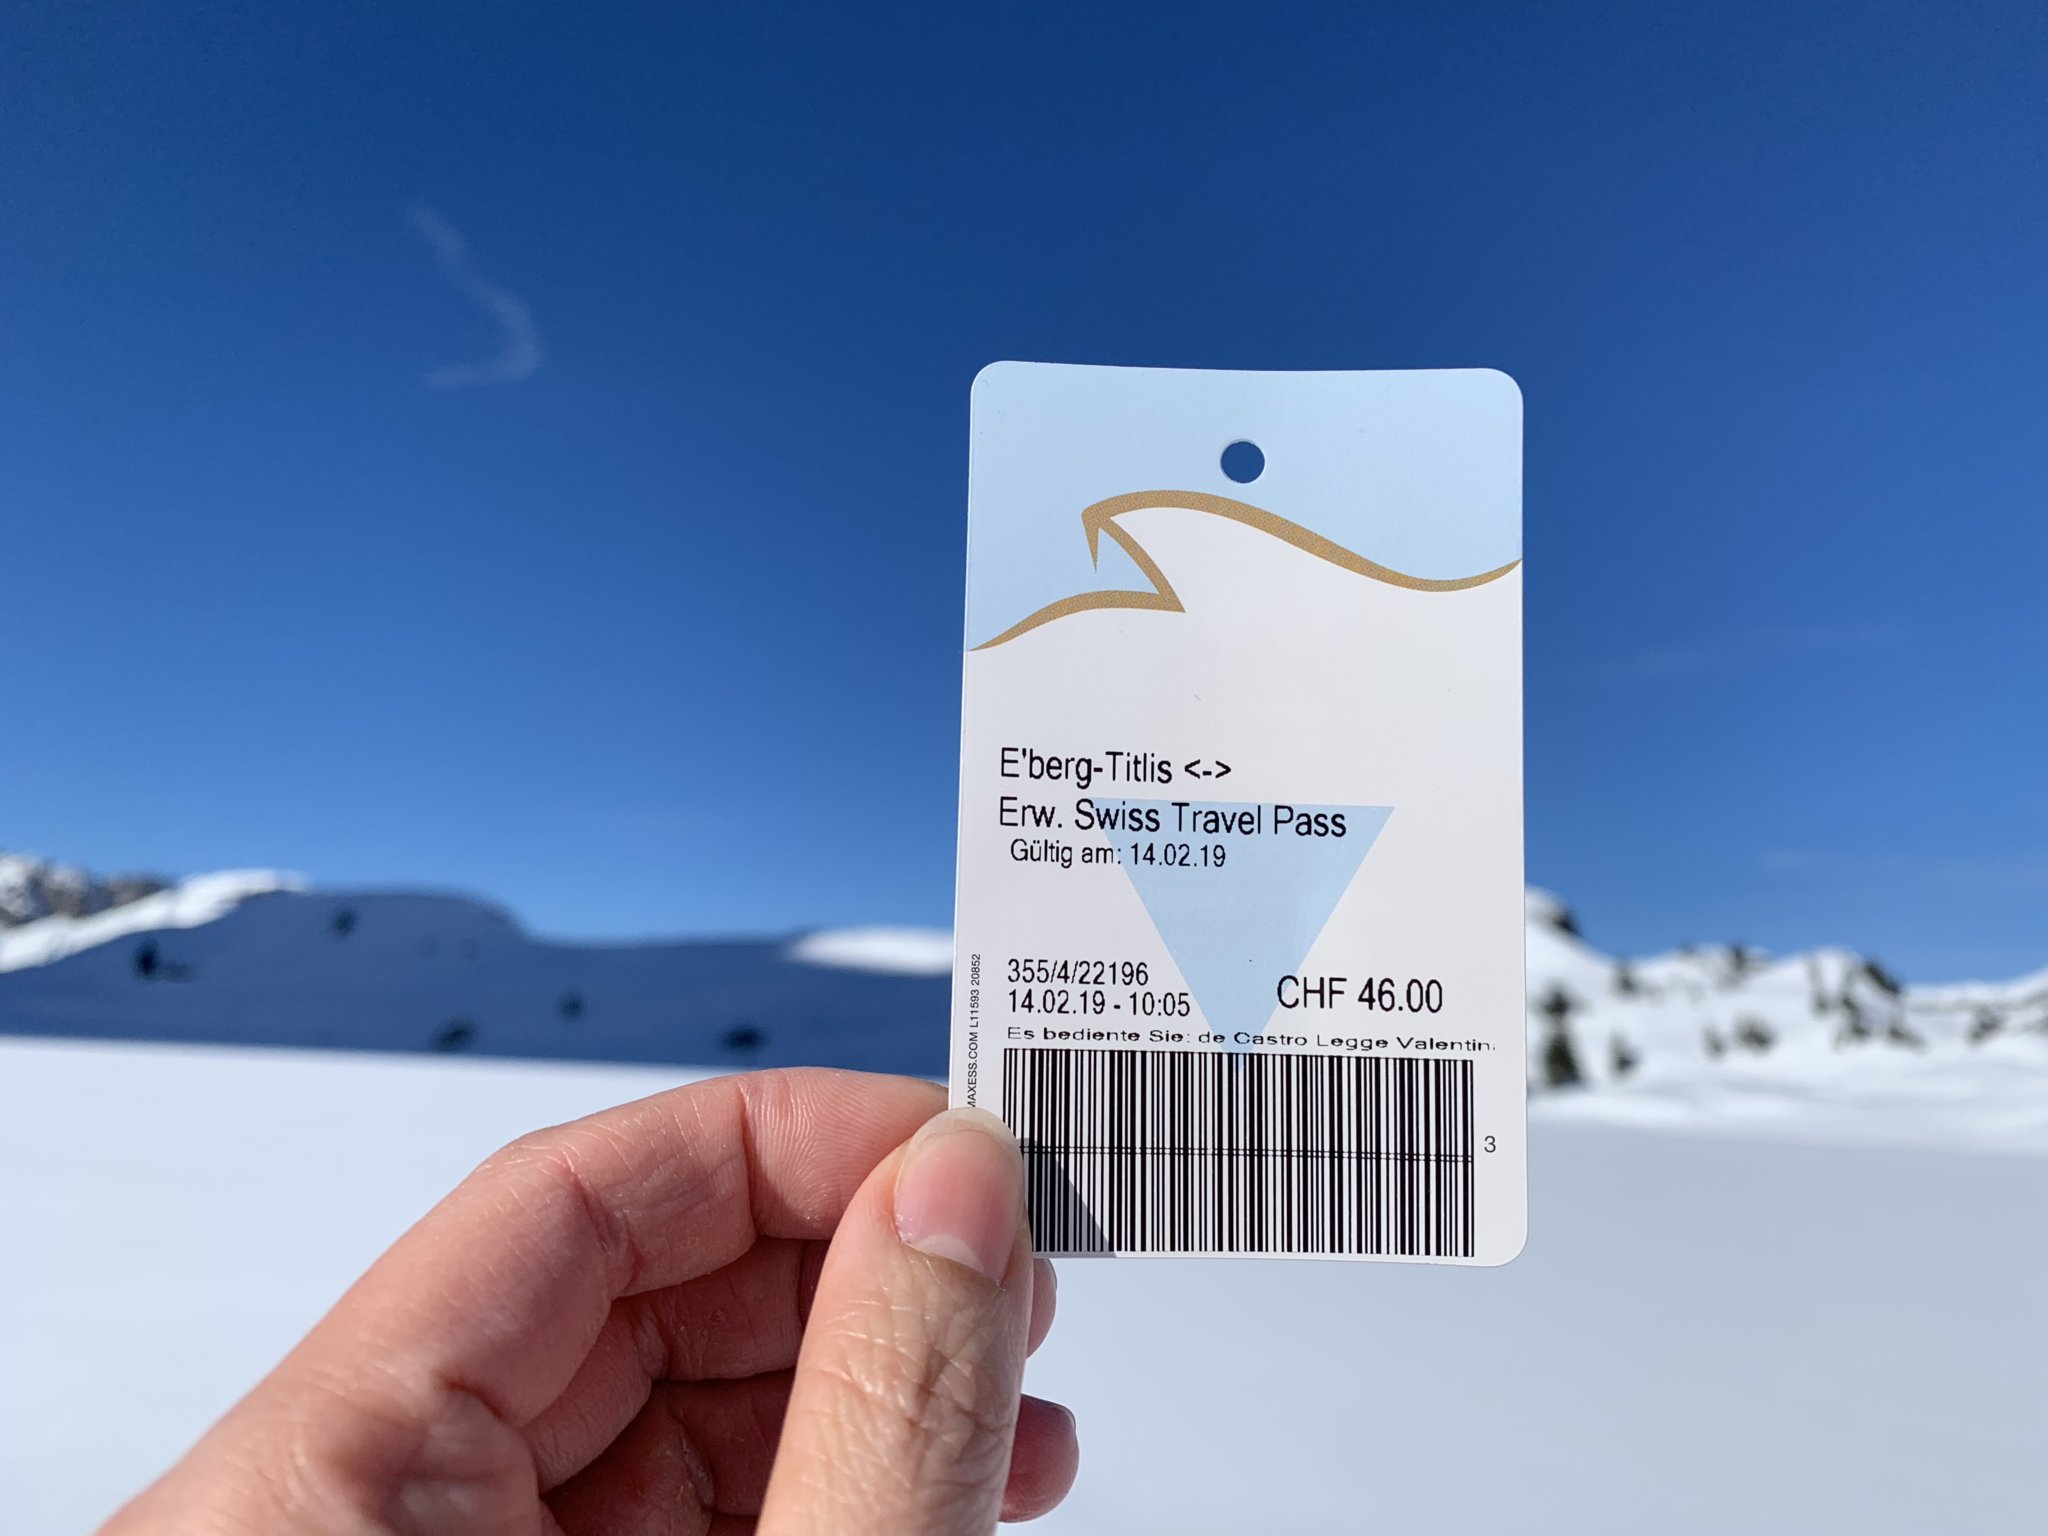 E'berg-Titlis <->
Erw. Swiss Travel Pass
Gültig am: 14.02.19
355/4/22196
14.02.19 - 10:05
CHF 46.00
Es bediente Sie: de Castro Legge Valentin
3
MAXESS.COM L11593 20852